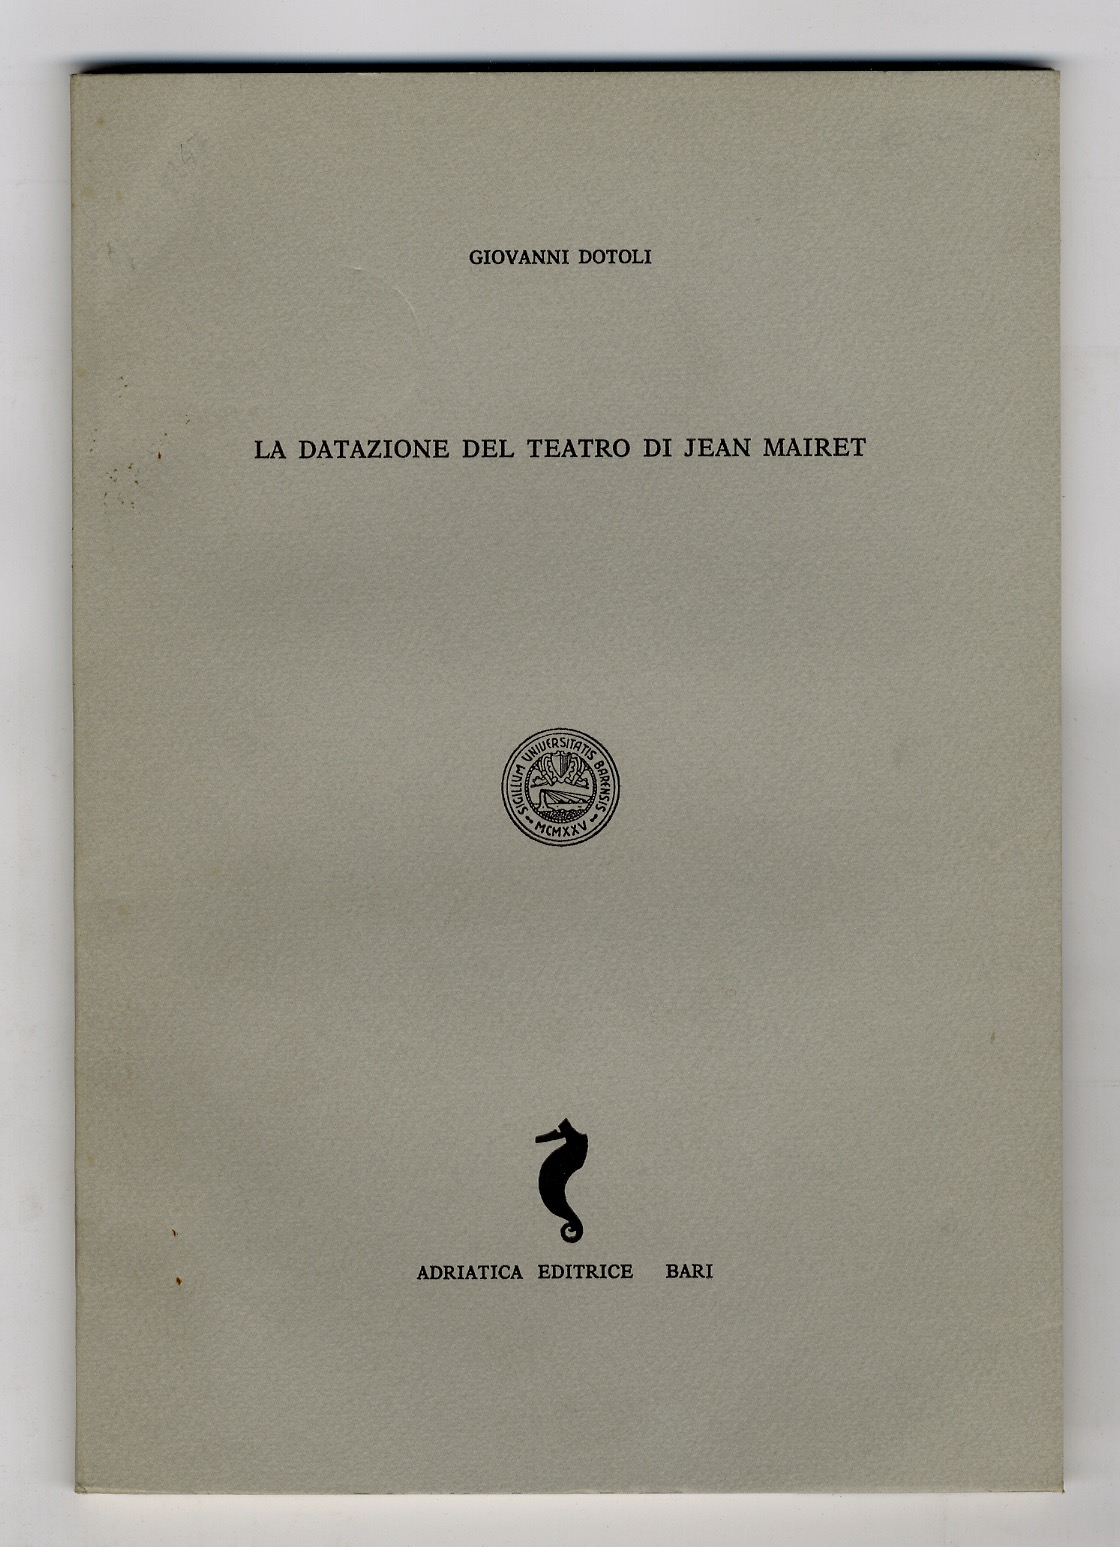 GIOVANNI DOTOLI
LA DATAZIONE DEL TEATRO DI JEAN MAIRET
SIGILLUM UNIVERSITATIS BARENSIS
MCMXXV
ADRIATICA EDITRICE BARI